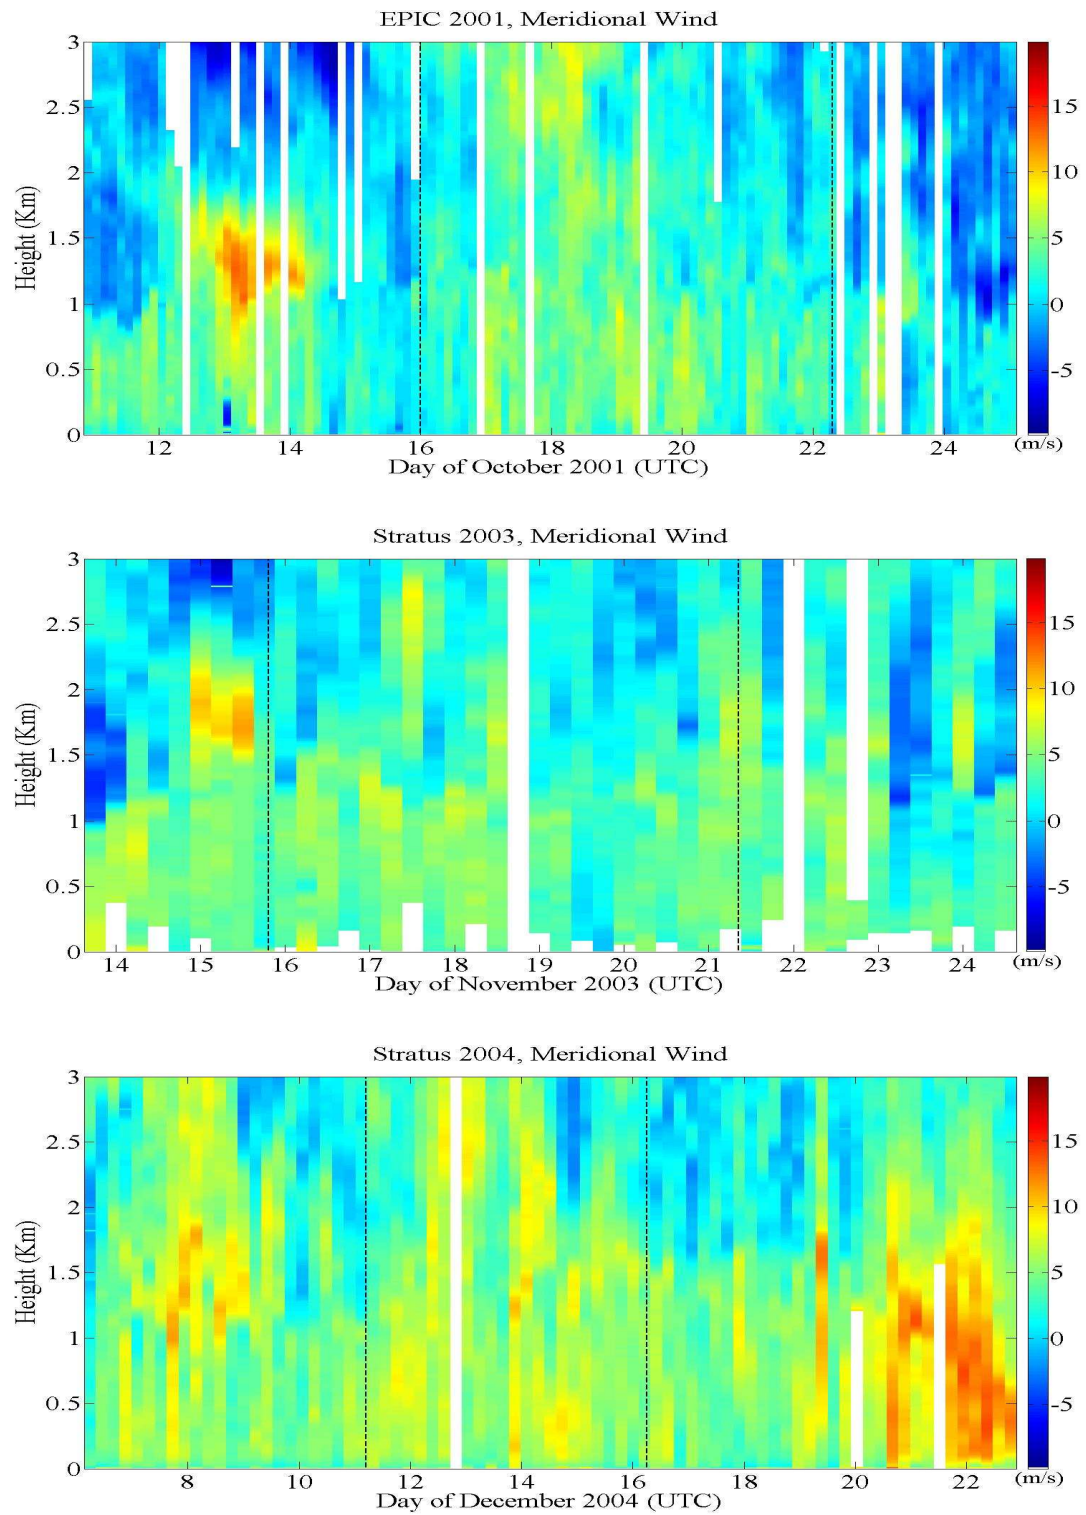 EPIC 2001, Meridional Wind
3
2.5
2
1.5
1
0.5
0
Height (Km)
12 14 16 18 20 22 24
Day of October 2001 (UTC)
15
10
5
0
-5
(m/s)
Stratus 2003, Meridional Wind
3
2.5
2
1.5
1
0.5
0
Height (Km)
14 15 16 17 18 19 20 21 22 23 24
Day of November 2003 (UTC)
15
10
5
0
-5
(m/s)
Stratus 2004, Meridional Wind
3
2.5
2
1.5
1
0.5
0
Height (Km)
8 10 12 14 16 18 20 22
Day of December 2004 (UTC)
15
10
5
0
-5
(m/s)